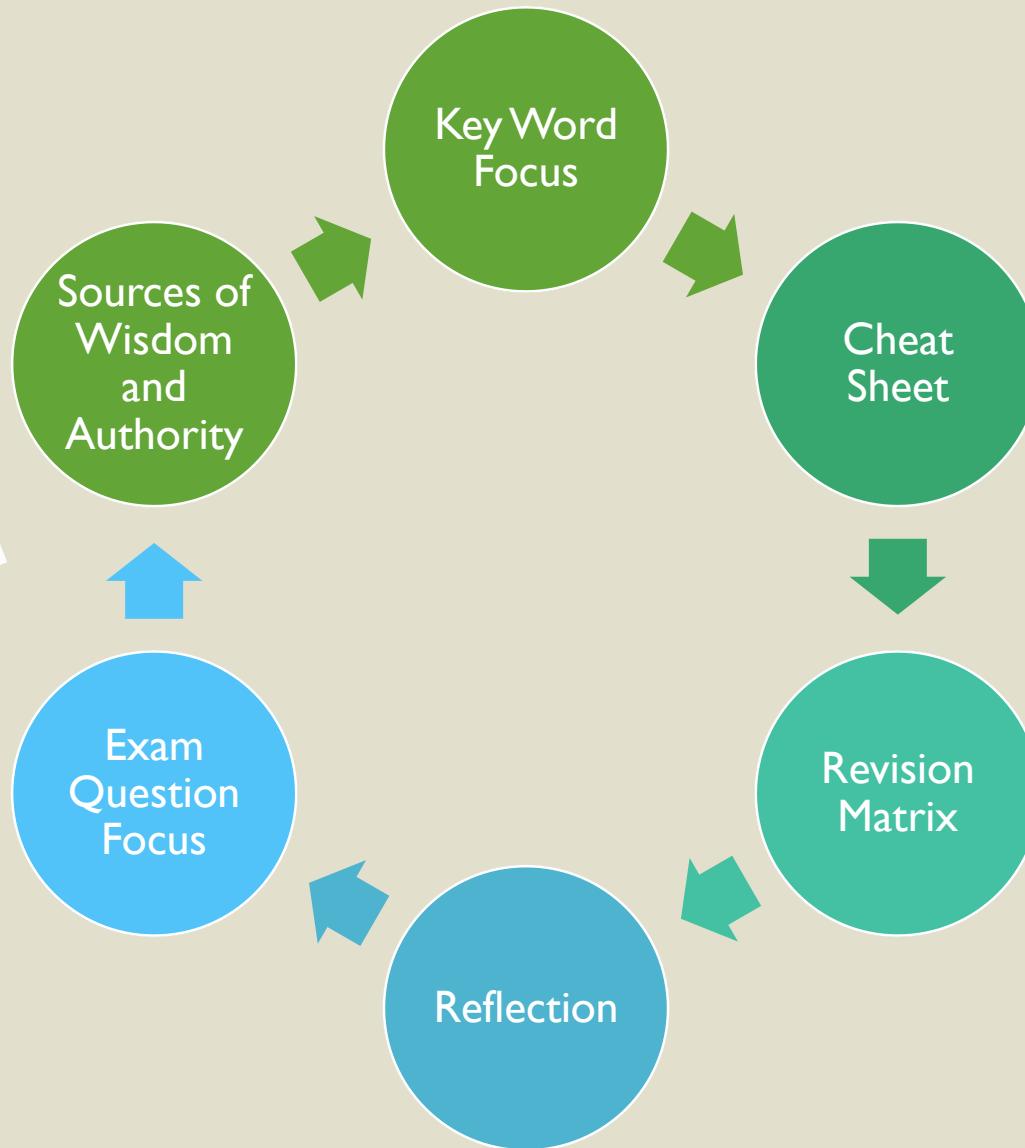 Key Word
Focus
Cheat
Sheet
Revision
Matrix
Reflection
Exam
Question
Focus
Sources of
Wisdom
and
Authority